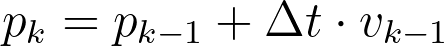 p_k = p_{k-1} + Δt · v_{k-1}